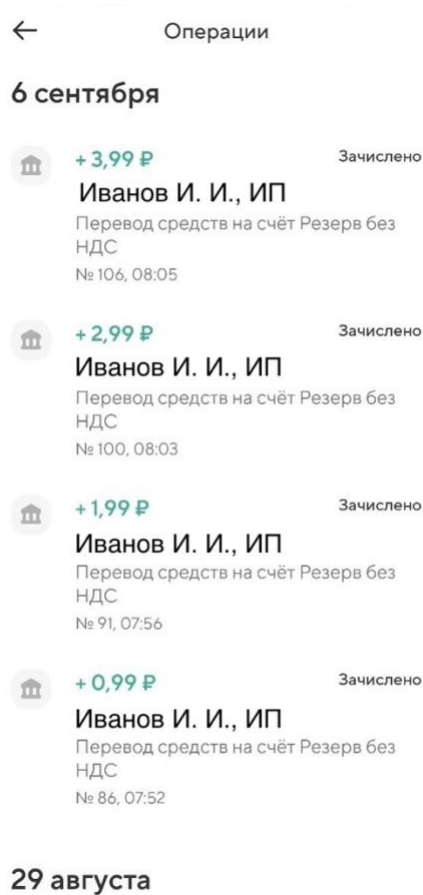 Операции
6 сентября
+ 3,99 ₽ Зачислено
Иванов И. И., ИП
Перевод средств на счёт Резерв без
НДС
№ 106, 08:05
+ 2,99 ₽ Зачислено
Иванов И. И., ИП
Перевод средств на счёт Резерв без
НДС
№ 100, 08:03
+ 1,99 ₽ Зачислено
Иванов И. И., ИП
Перевод средств на счёт Резерв без
НДС
№ 91, 07:56
+ 0,99 ₽ Зачислено
Иванов И. И., ИП
Перевод средств на счёт Резерв без
НДС
№ 86, 07:52
29 августа